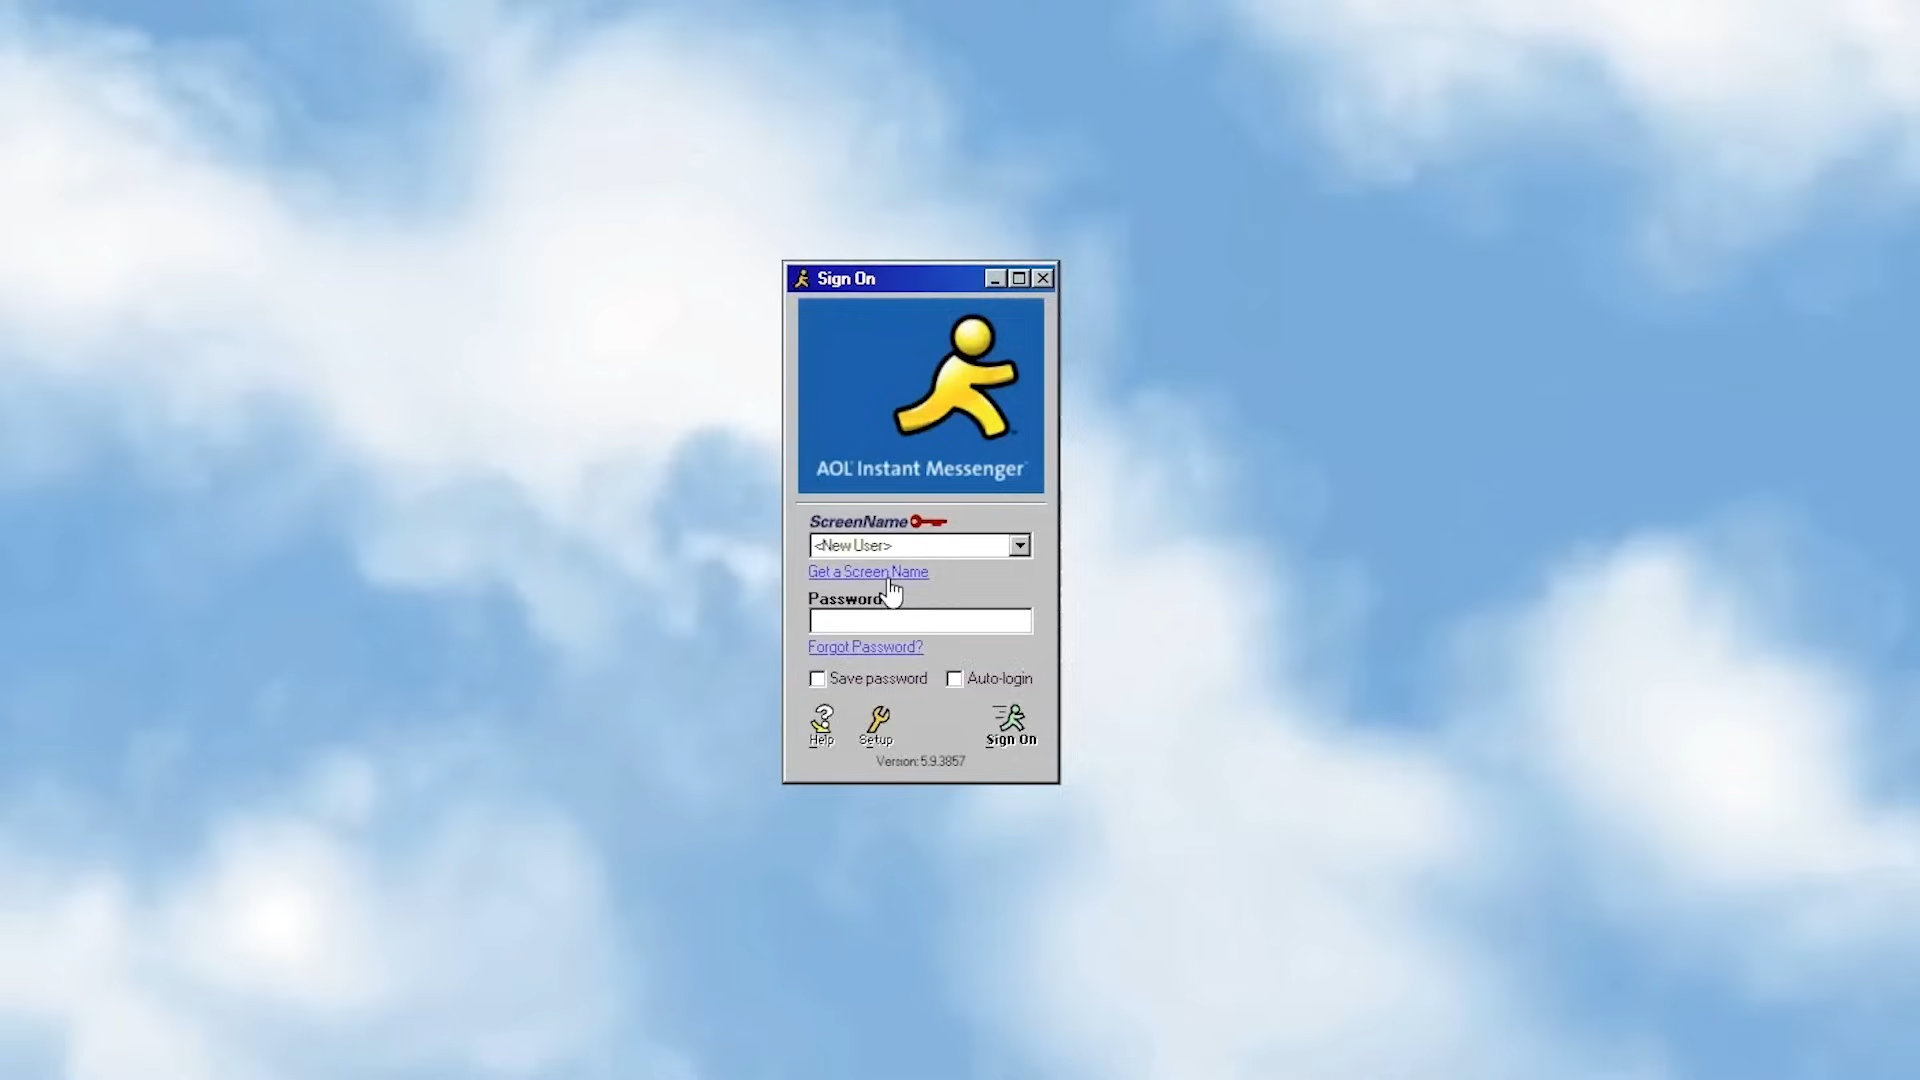 Sign On
AOL Instant Messenger
ScreenName
<New User>
Get a Screen Name
Password
Forgot Password?
Save password Auto-login
Help Setup Sign On
Version: 5.9.3857